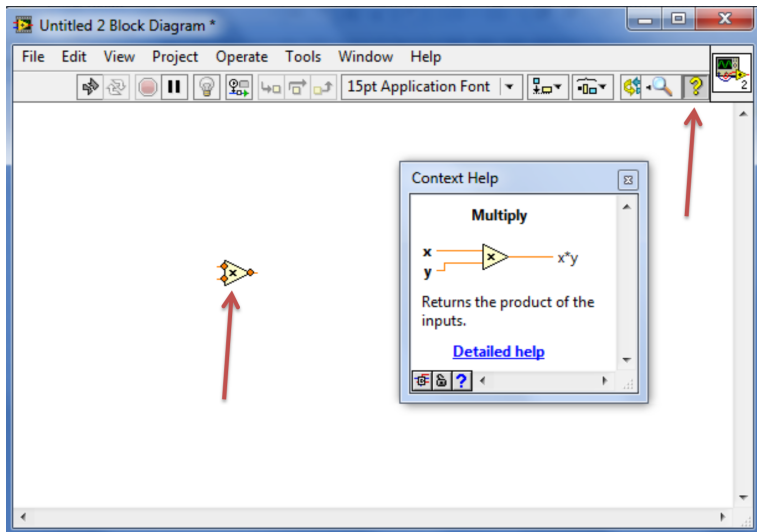 Untitled 2 Block Diagram *
File Edit View Project Operate Tools Window Help
15pt Application Font
2
Context Help
Multiply
x
y
x*y
Returns the product of the
inputs.
Detailed help